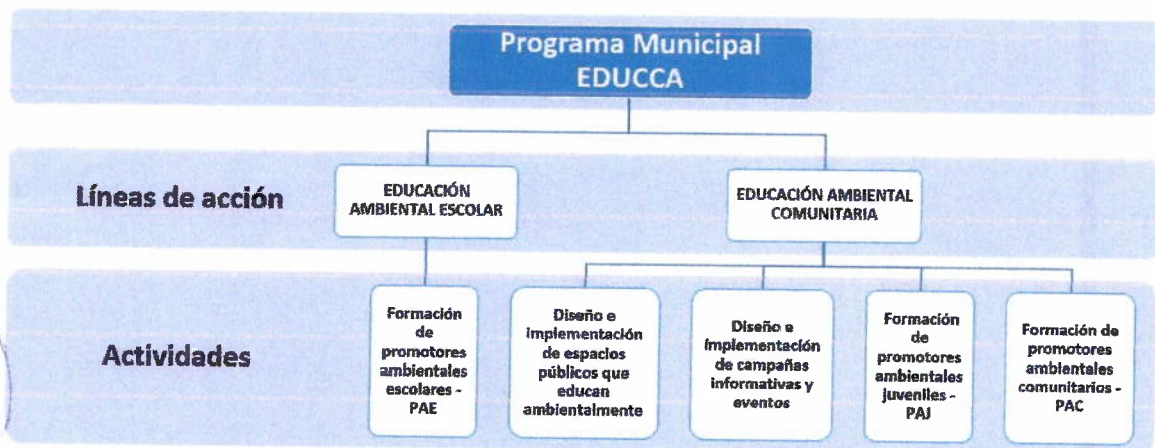 Programa Municipal
EDUCCA
Líneas de acción
EDUCACIÓN
AMBIENTAL ESCOLAR
EDUCACIÓN AMBIENTAL
COMUNITARIA
Actividades
Formación
de
promotores
ambientales
escolares -
PAE
Diseño e
implementación
de espacios
públicos que
educan
ambientalmente
Diseño e
implementación
de campañas
informativas y
eventos
Formación
de
promotores
ambientales
juveniles -
PAJ
Formación de
promotores
ambientales
comunitarios -
PAC